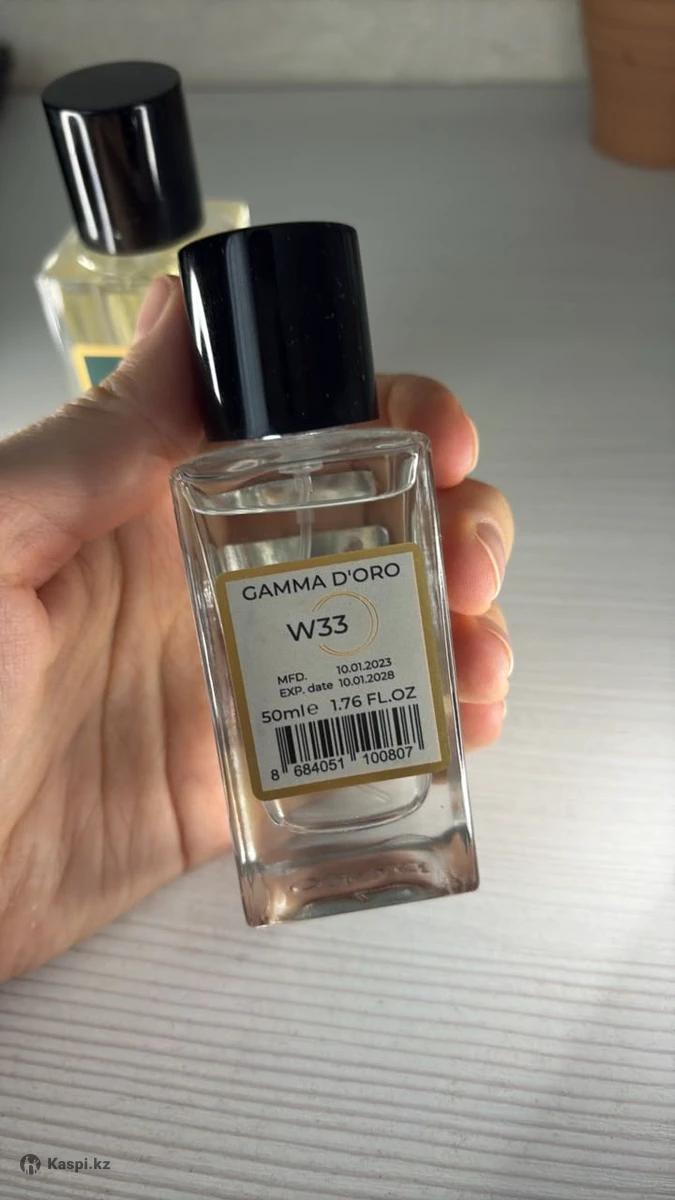 GAMMA D'ORO
W33
MFD. 10.01.2023
EXP. date 10.01.2028
50ml℮ 1.76 FL.OZ
8 684051 100807
Kaspi.kz